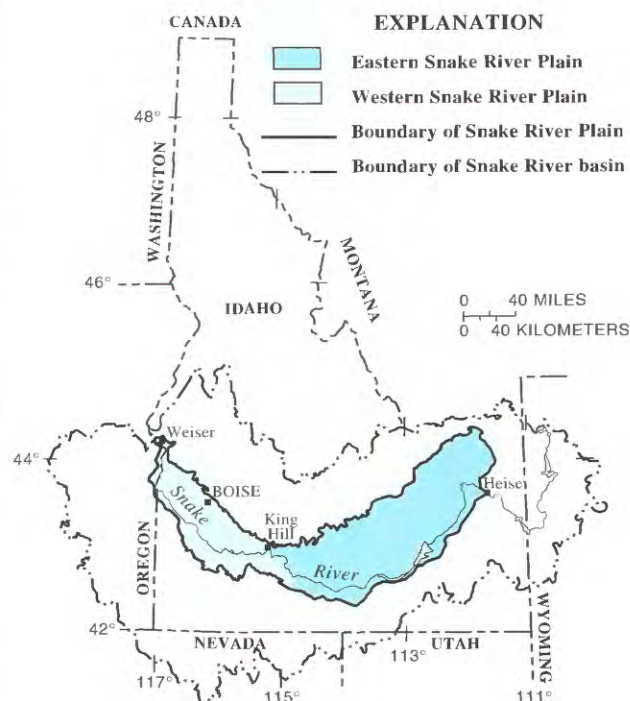 CANADA
EXPLANATION
Eastern Snake River Plain
Western Snake River Plain
Boundary of Snake River Plain
Boundary of Snake River basin
48°
WASHINGTON
MONTANA
46°
IDAHO
0 40 MILES
0 40 KILOMETERS
Weiser
44°
BOISE
Snake
King
Hill
Heise
River
OREGON
WYOMING
42°
NEVADA
UTAH
113°
117°
115°
111°